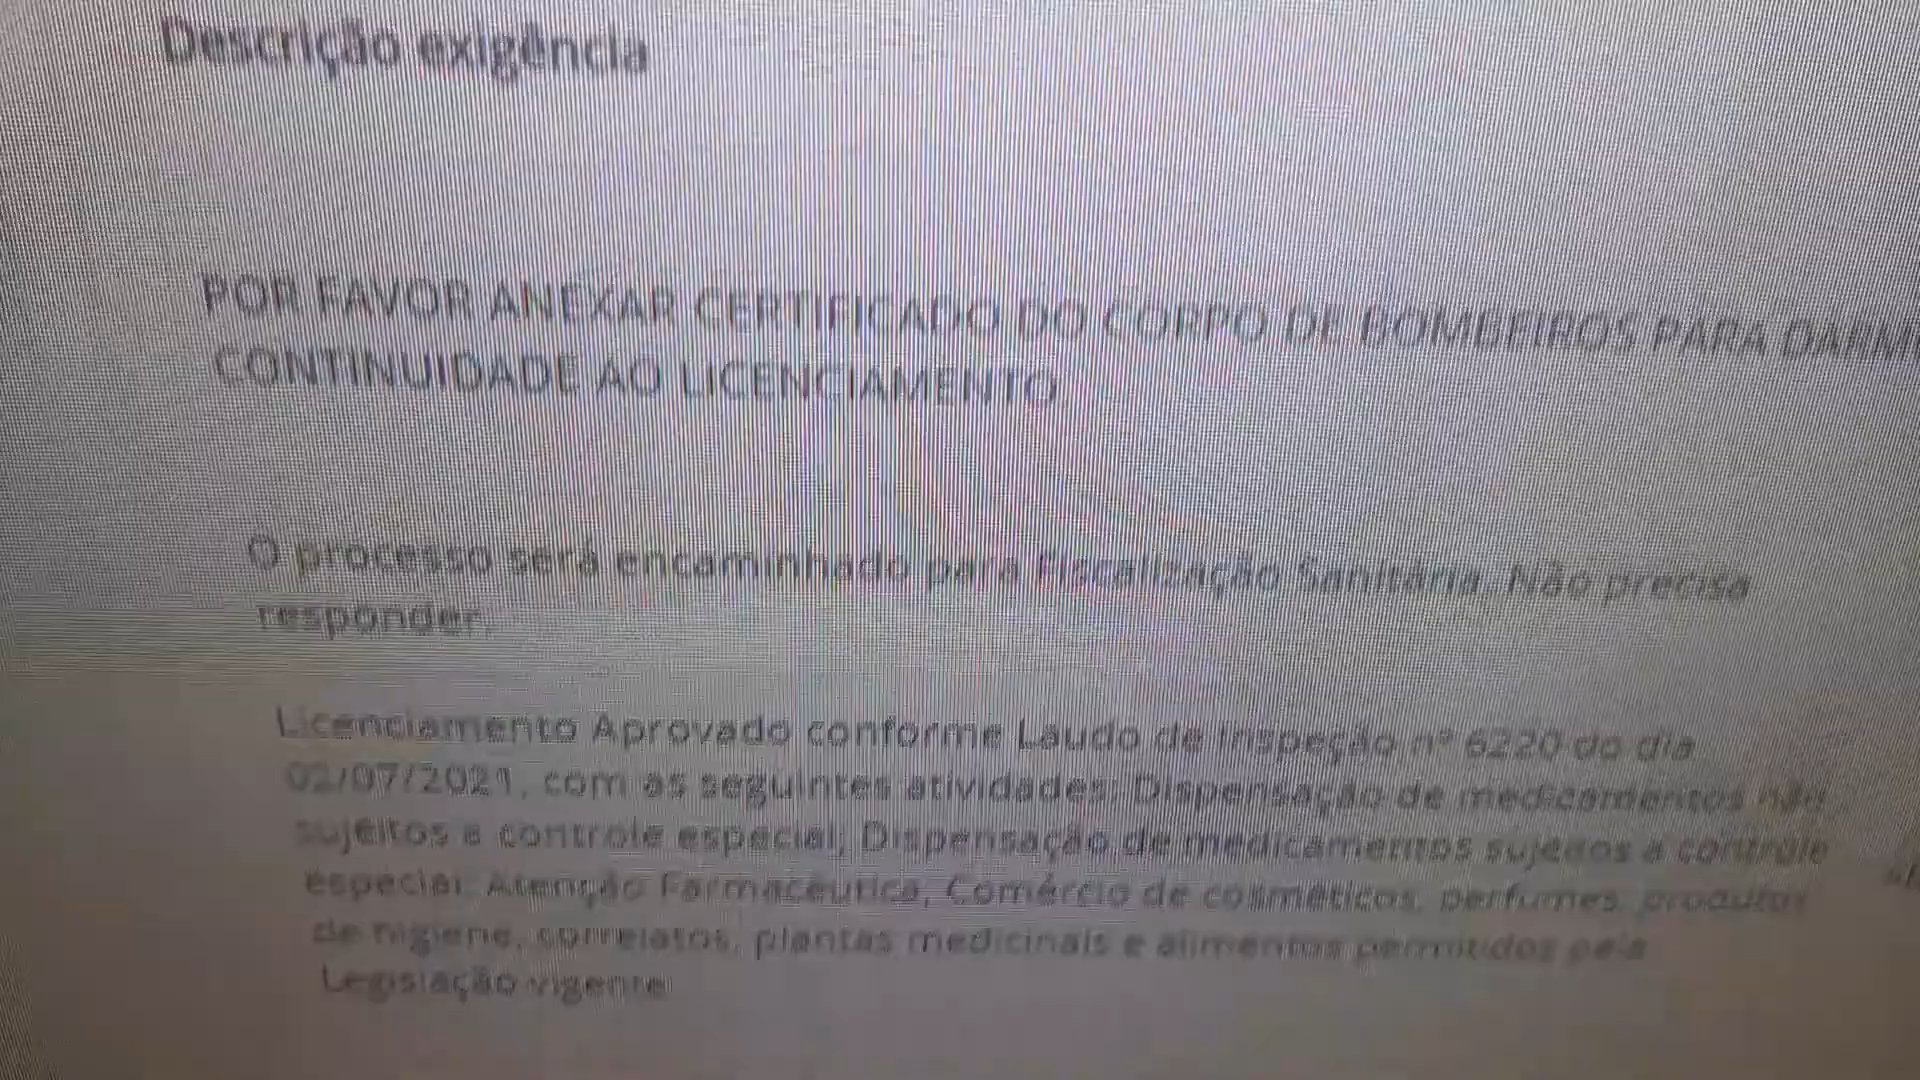 Descrição exigência
POR FAVOR ANEXAR CERTIFICADO DO CORPO DE BOMBEIROS PARA DARM
CONTINUIDADE AO LICENCIAMENTO
O processo será encaminhado para Fiscalização Sanitária. Não precisa
responder.
Licenciamento Aprovado conforme Laudo de Inspeção nº 6220 do dia
02/07/2021, com as seguintes atividades: Dispensação de medicamentos não
sujeitos a controle especial; Dispensação de medicamentos sujeitos a controle
especial; Atenção Farmacêutica; Comércio de cosméticos, perfumes, produtos
de higiene, correlatos, plantas medicinais e alimentos permitidos pela
Legislação vigente